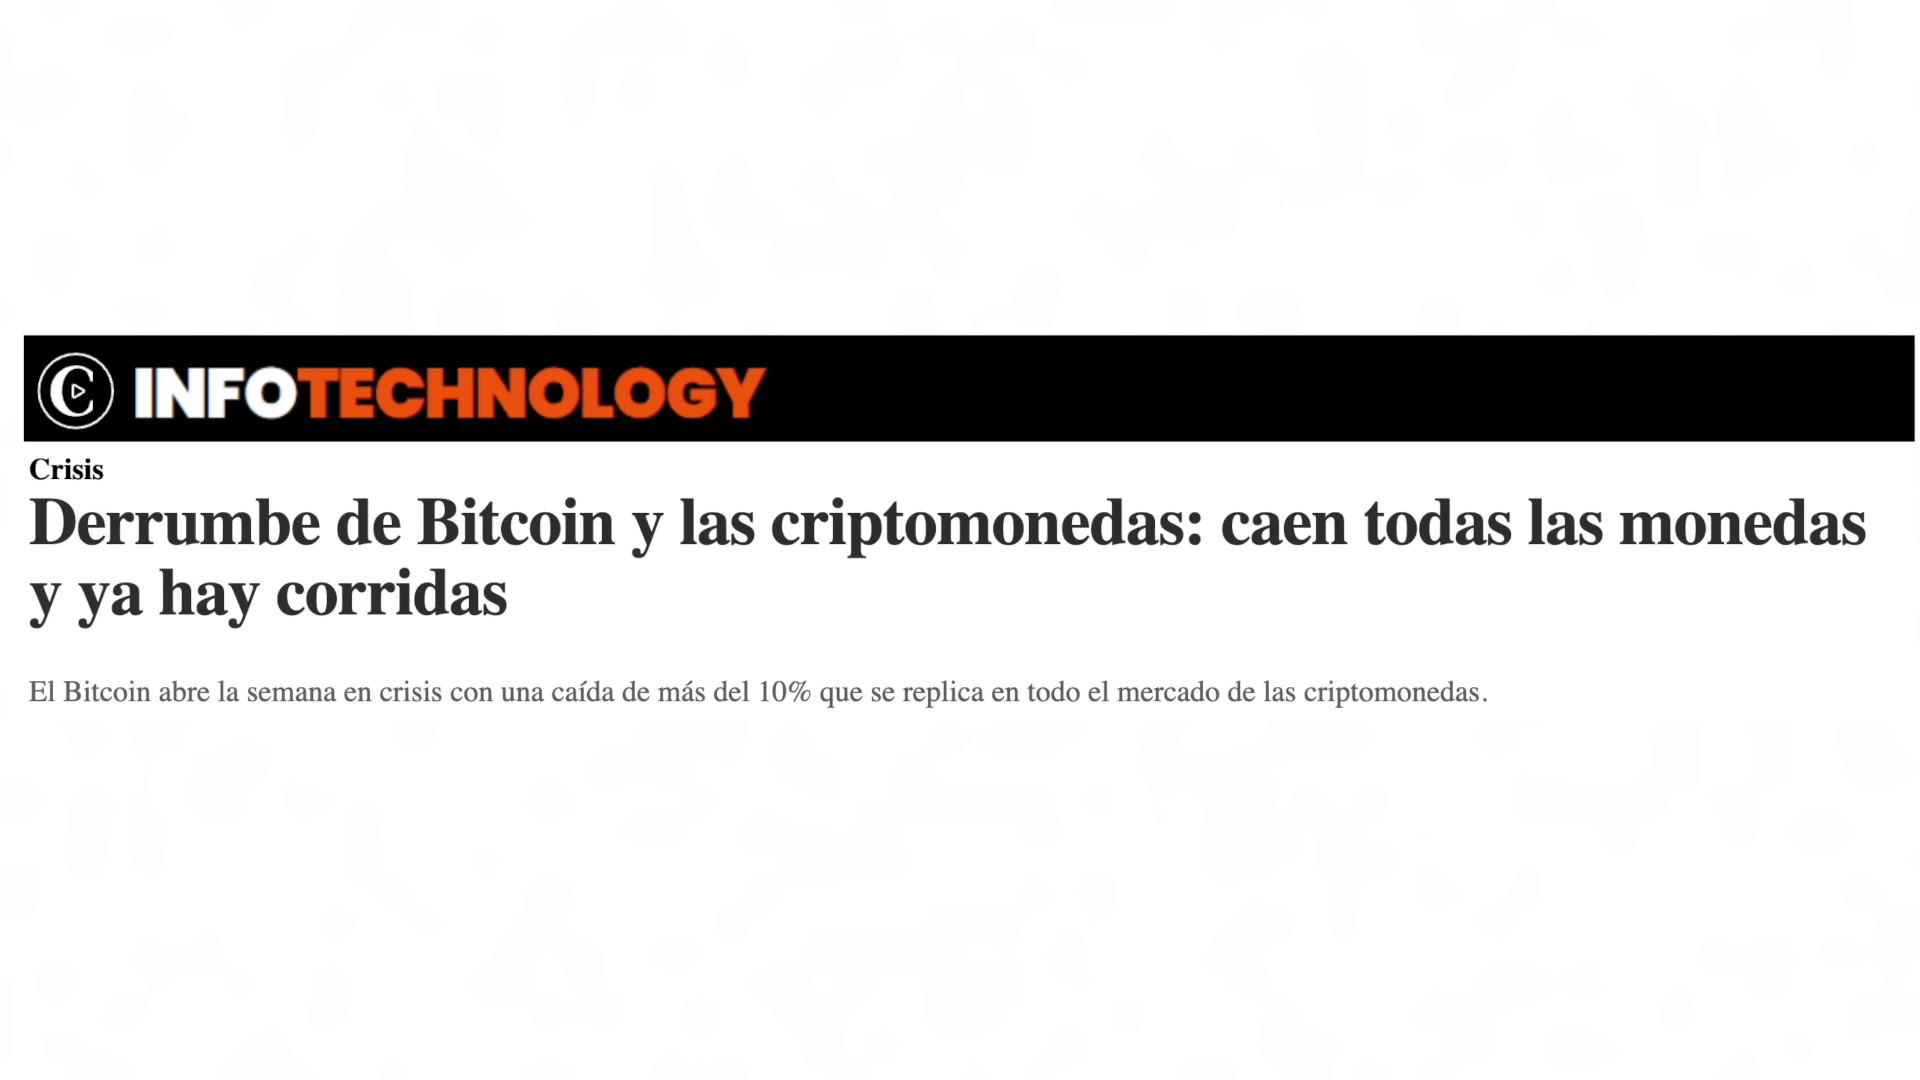 C INFOTECHNOLOGY
Crisis
Derrumbe de Bitcoin y las criptomonedas: caen todas las monedas
y ya hay corridas
El Bitcoin abre la semana en crisis con una caída de más del 10% que se replica en todo el mercado de las criptomonedas.